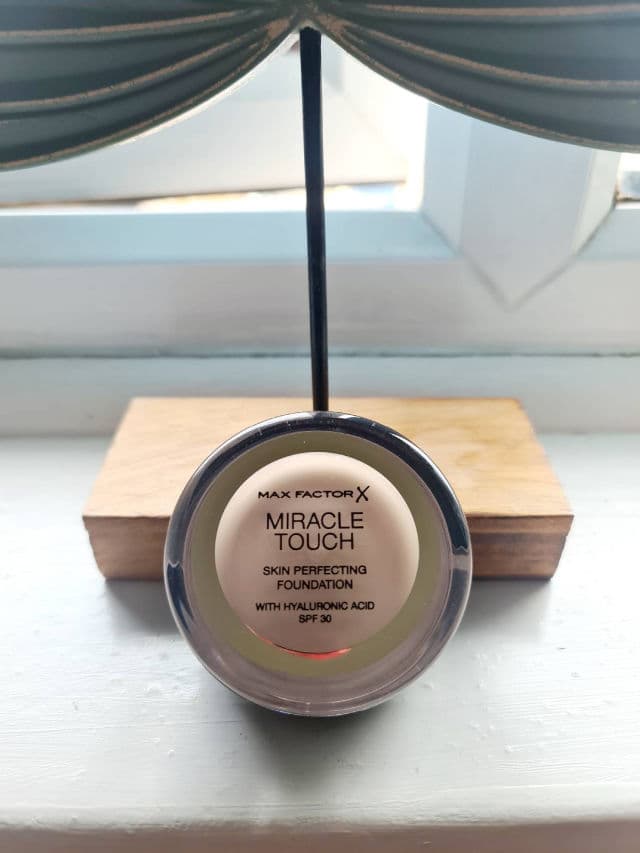 MAX FACTOR X
MIRACLE
TOUCH
SKIN PERFECTING
FOUNDATION
WITH HYALURONIC ACID
SPF 30